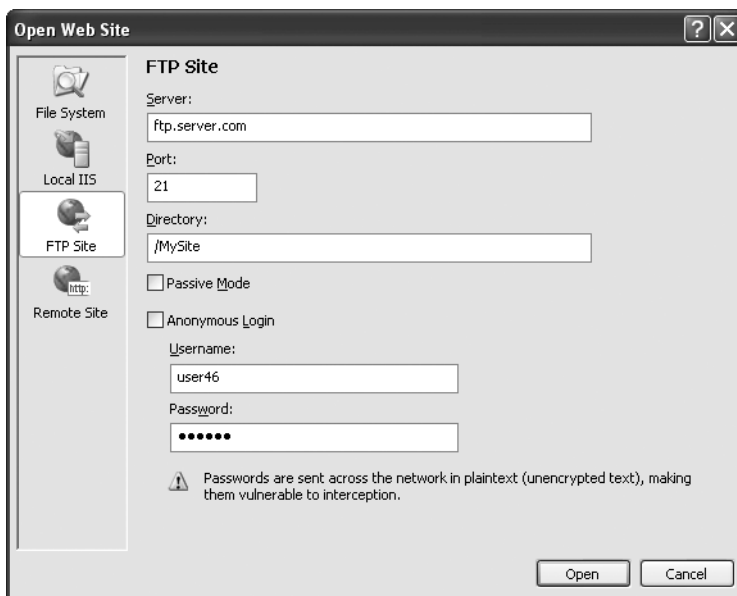 Open Web Site
File System
Local IIS
FTP Site
http:
Remote Site
FTP Site
Server:
ftp.server.com
Port:
21
Directory:
/MySite
Passive Mode
Anonymous Login
Username:
user46
Password:
••••••
Passwords are sent across the network in plaintext (unencrypted text), making
them vulnerable to interception.
Open
Cancel